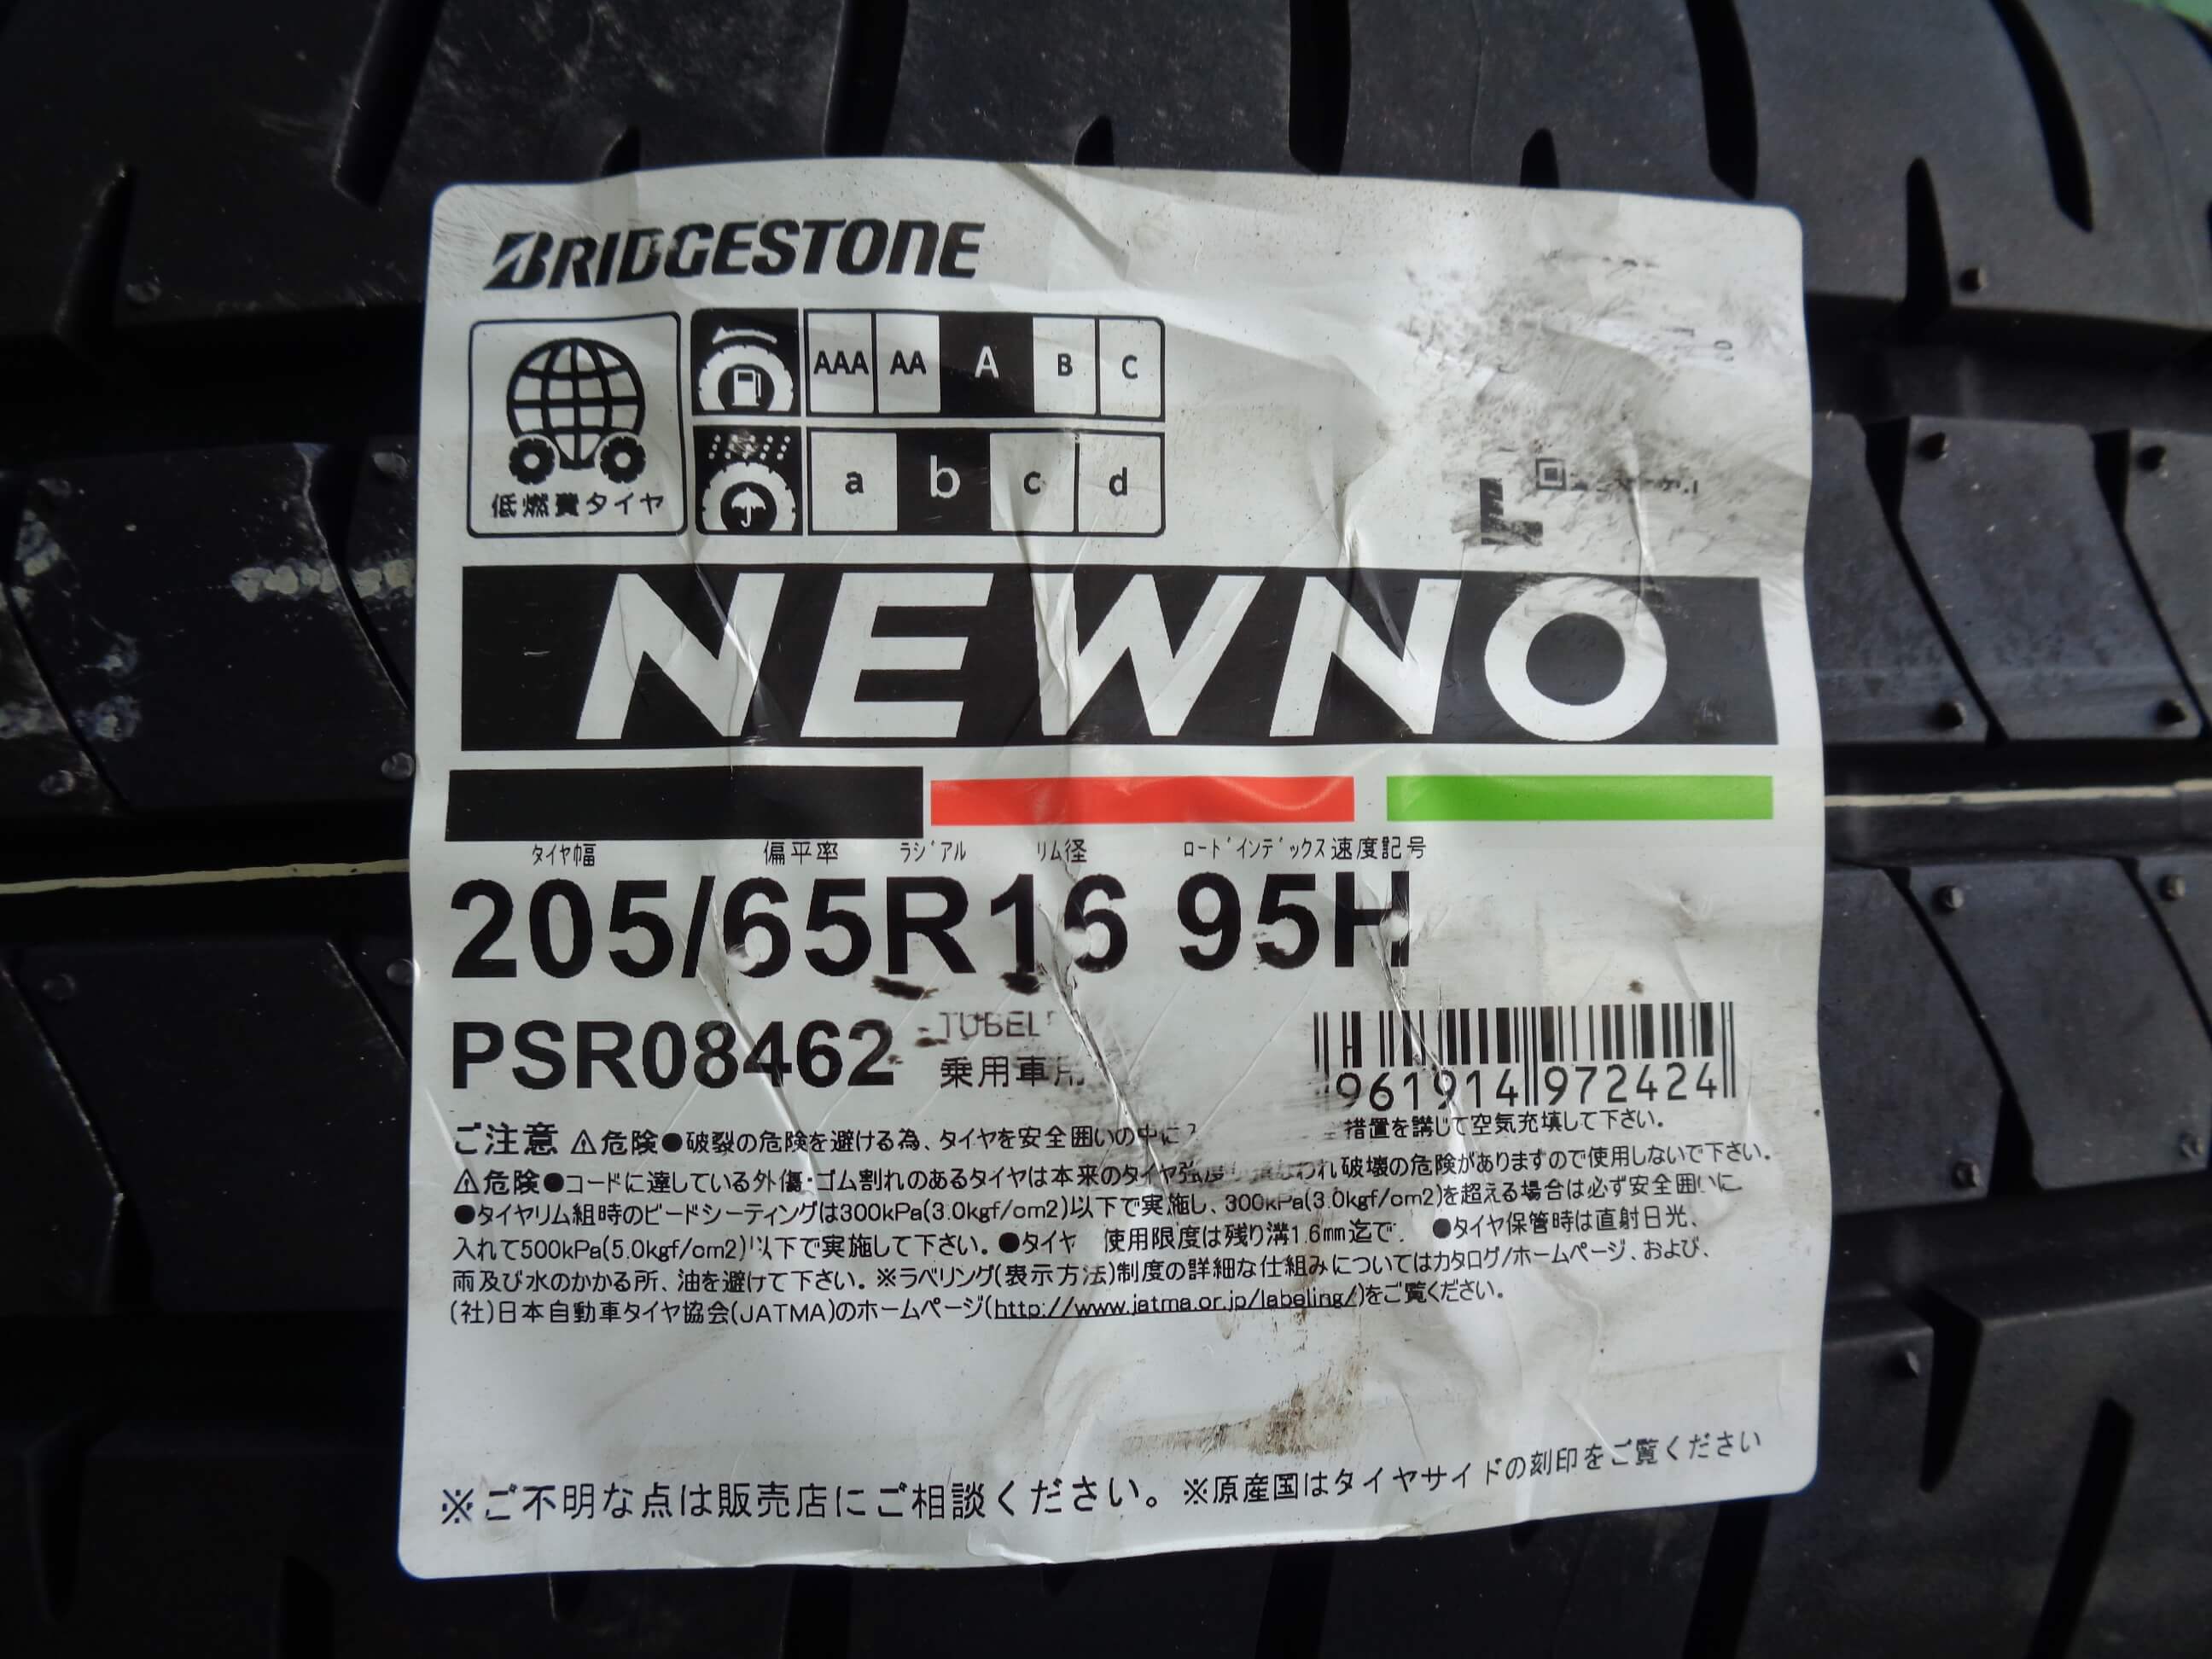 BRIDGESTONE
AAA AA A B C
a b c d
低燃費タイヤ
L
NEWNO
タイヤ幅 偏平率 ラジアル リム径 ロードインデックス 速度記号
205/65R16 95H
PSR08462
乗用車用
961914 972424
ご注意 ⚠危険●破裂の危険を避ける為、タイヤを安全囲いの中に
措置を講じて空気充填して下さい。
⚠危険●コードに達している外傷・ゴム割れのあるタイヤは本来のタイヤ強度 われ破壊の危険がありますので使用しないで下さい。
●タイヤリム組時のビードシーティングは300kPa(3.0kgf/cm2)以下で実施し、300kPa(3.0kgf/cm2)を超える場合は必ず安全囲いに
入れて500kPa(5.0kgf/cm2)以下で実施して下さい。●タイヤ 使用限度は残り溝1.6mm迄で ●タイヤ保管時は直射日光、
雨及び水のかかる所、油を避けて下さい。※ラベリング(表示方法)制度の詳細な仕組みについてはカタログ/ホームページ、および、
(社)日本自動車タイヤ協会(JATMA)のホームページ(http://www.jatma.or.jp/labeling/)をご覧ください。
※ご不明な点は販売店にご相談ください。※原産国はタイヤサイドの刻印をご覧ください